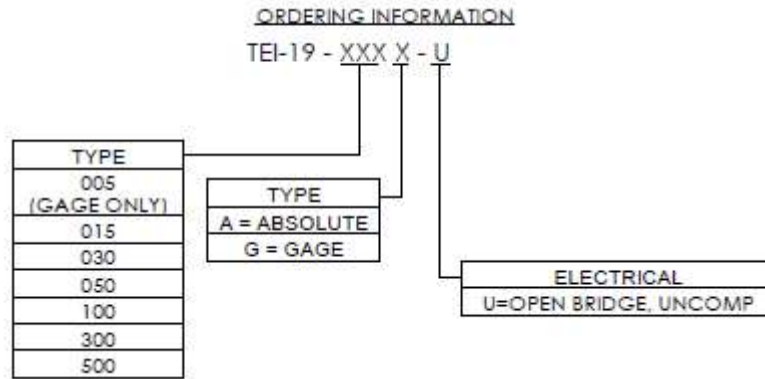 ORDERING INFORMATION
TEI-19 - XXX X - U
TYPE
005
(GAGE ONLY)
015
030
050
100
300
500
TYPE
A = ABSOLUTE
G = GAGE
ELECTRICAL
U=OPEN BRIDGE, UNCOMP